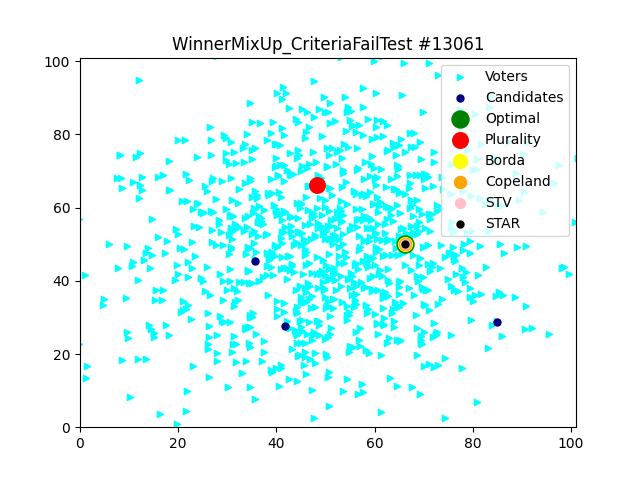 WinnerMixUp_CriteriaFailTest #13061
100
80
60
40
20
0
0 20 40 60 80 100
Voters
Candidates
Optimal
Plurality
Borda
Copeland
STV
STAR